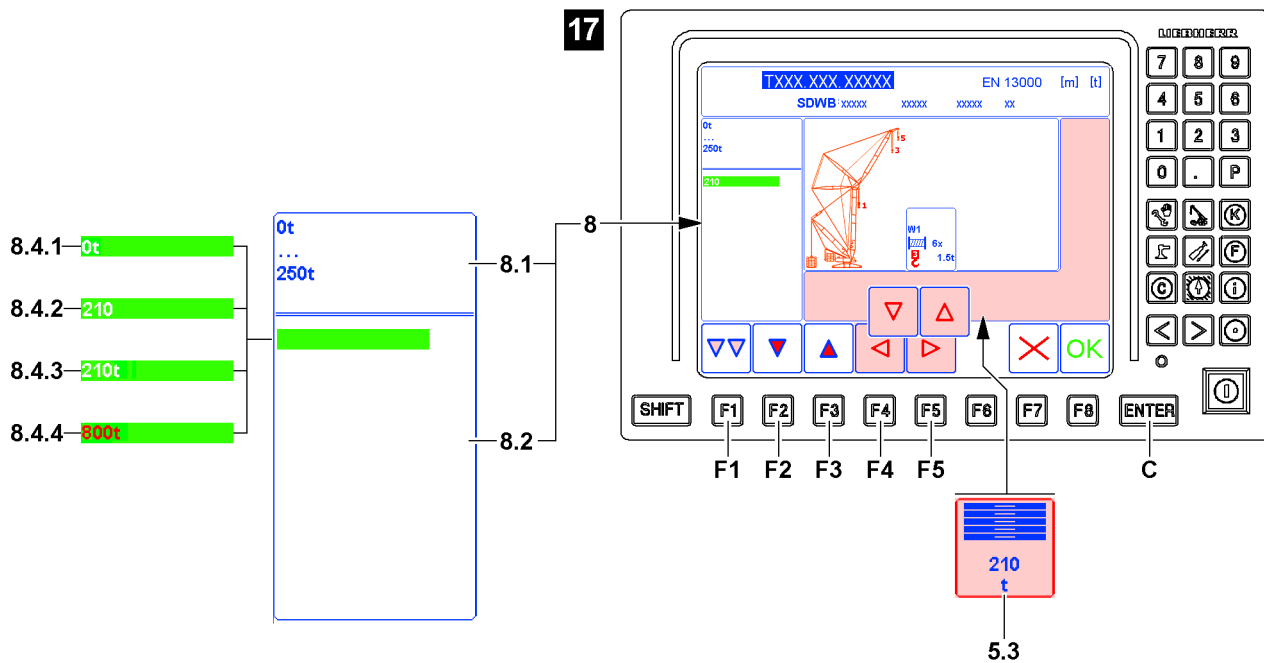 17
LIEBHERR
TXXX. XXX. XXXXX
EN 13000 [m] [t]
SDWB xxxxx xxxxx xxxxx xx
0t
...
250t
210
5
3
1
W1
6x
1.5t
OK
7 8 9
4 5 6
1 2 3
0 . P
K
F
C i
SHIFT F1 F2 F3 F4 F5 F6 F7 F8 ENTER
F1 F2 F3 F4 F5 C
8.4.1 0t
8.4.2 210
8.4.3 210t
8.4.4 800t
0t
...
250t
8.1
8
8.2
210
t
5.3